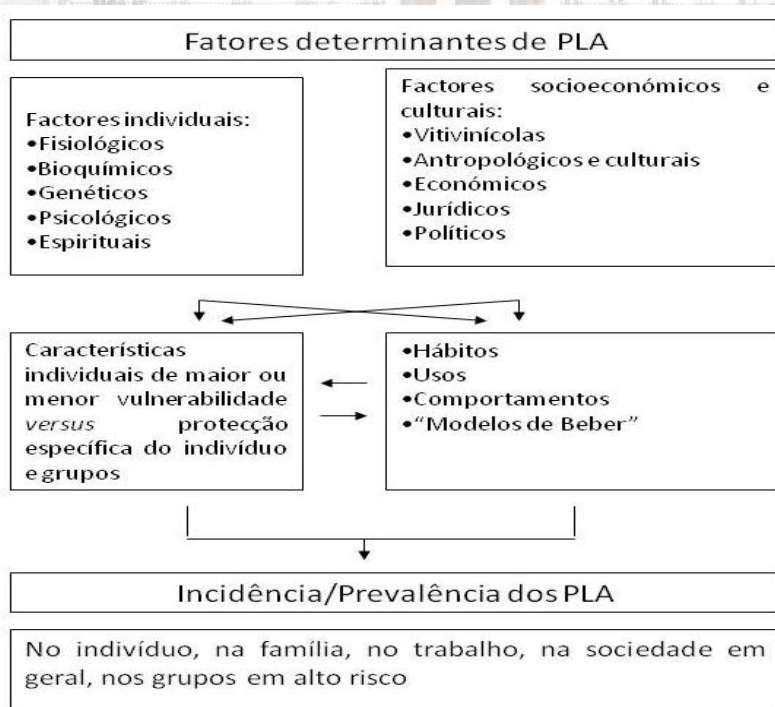 Fatores determinantes de PLA
Factores individuais:
•Fisiológicos
•Bioquímicos
•Genéticos
•Psicológicos
•Espirituais
Factores socioeconómicos e
culturais:
•Vitivinícolas
•Antropológicos e culturais
•Económicos
•Jurídicos
•Políticos
Características
individuais de maior ou
menor vulnerabilidade
versus protecção
específica do indivíduo
e grupos
•Hábitos
•Usos
•Comportamentos
•“Modelos de Beber”
Incidência/Prevalência dos PLA
No indivíduo, na família, no trabalho, na sociedade em
geral, nos grupos em alto risco